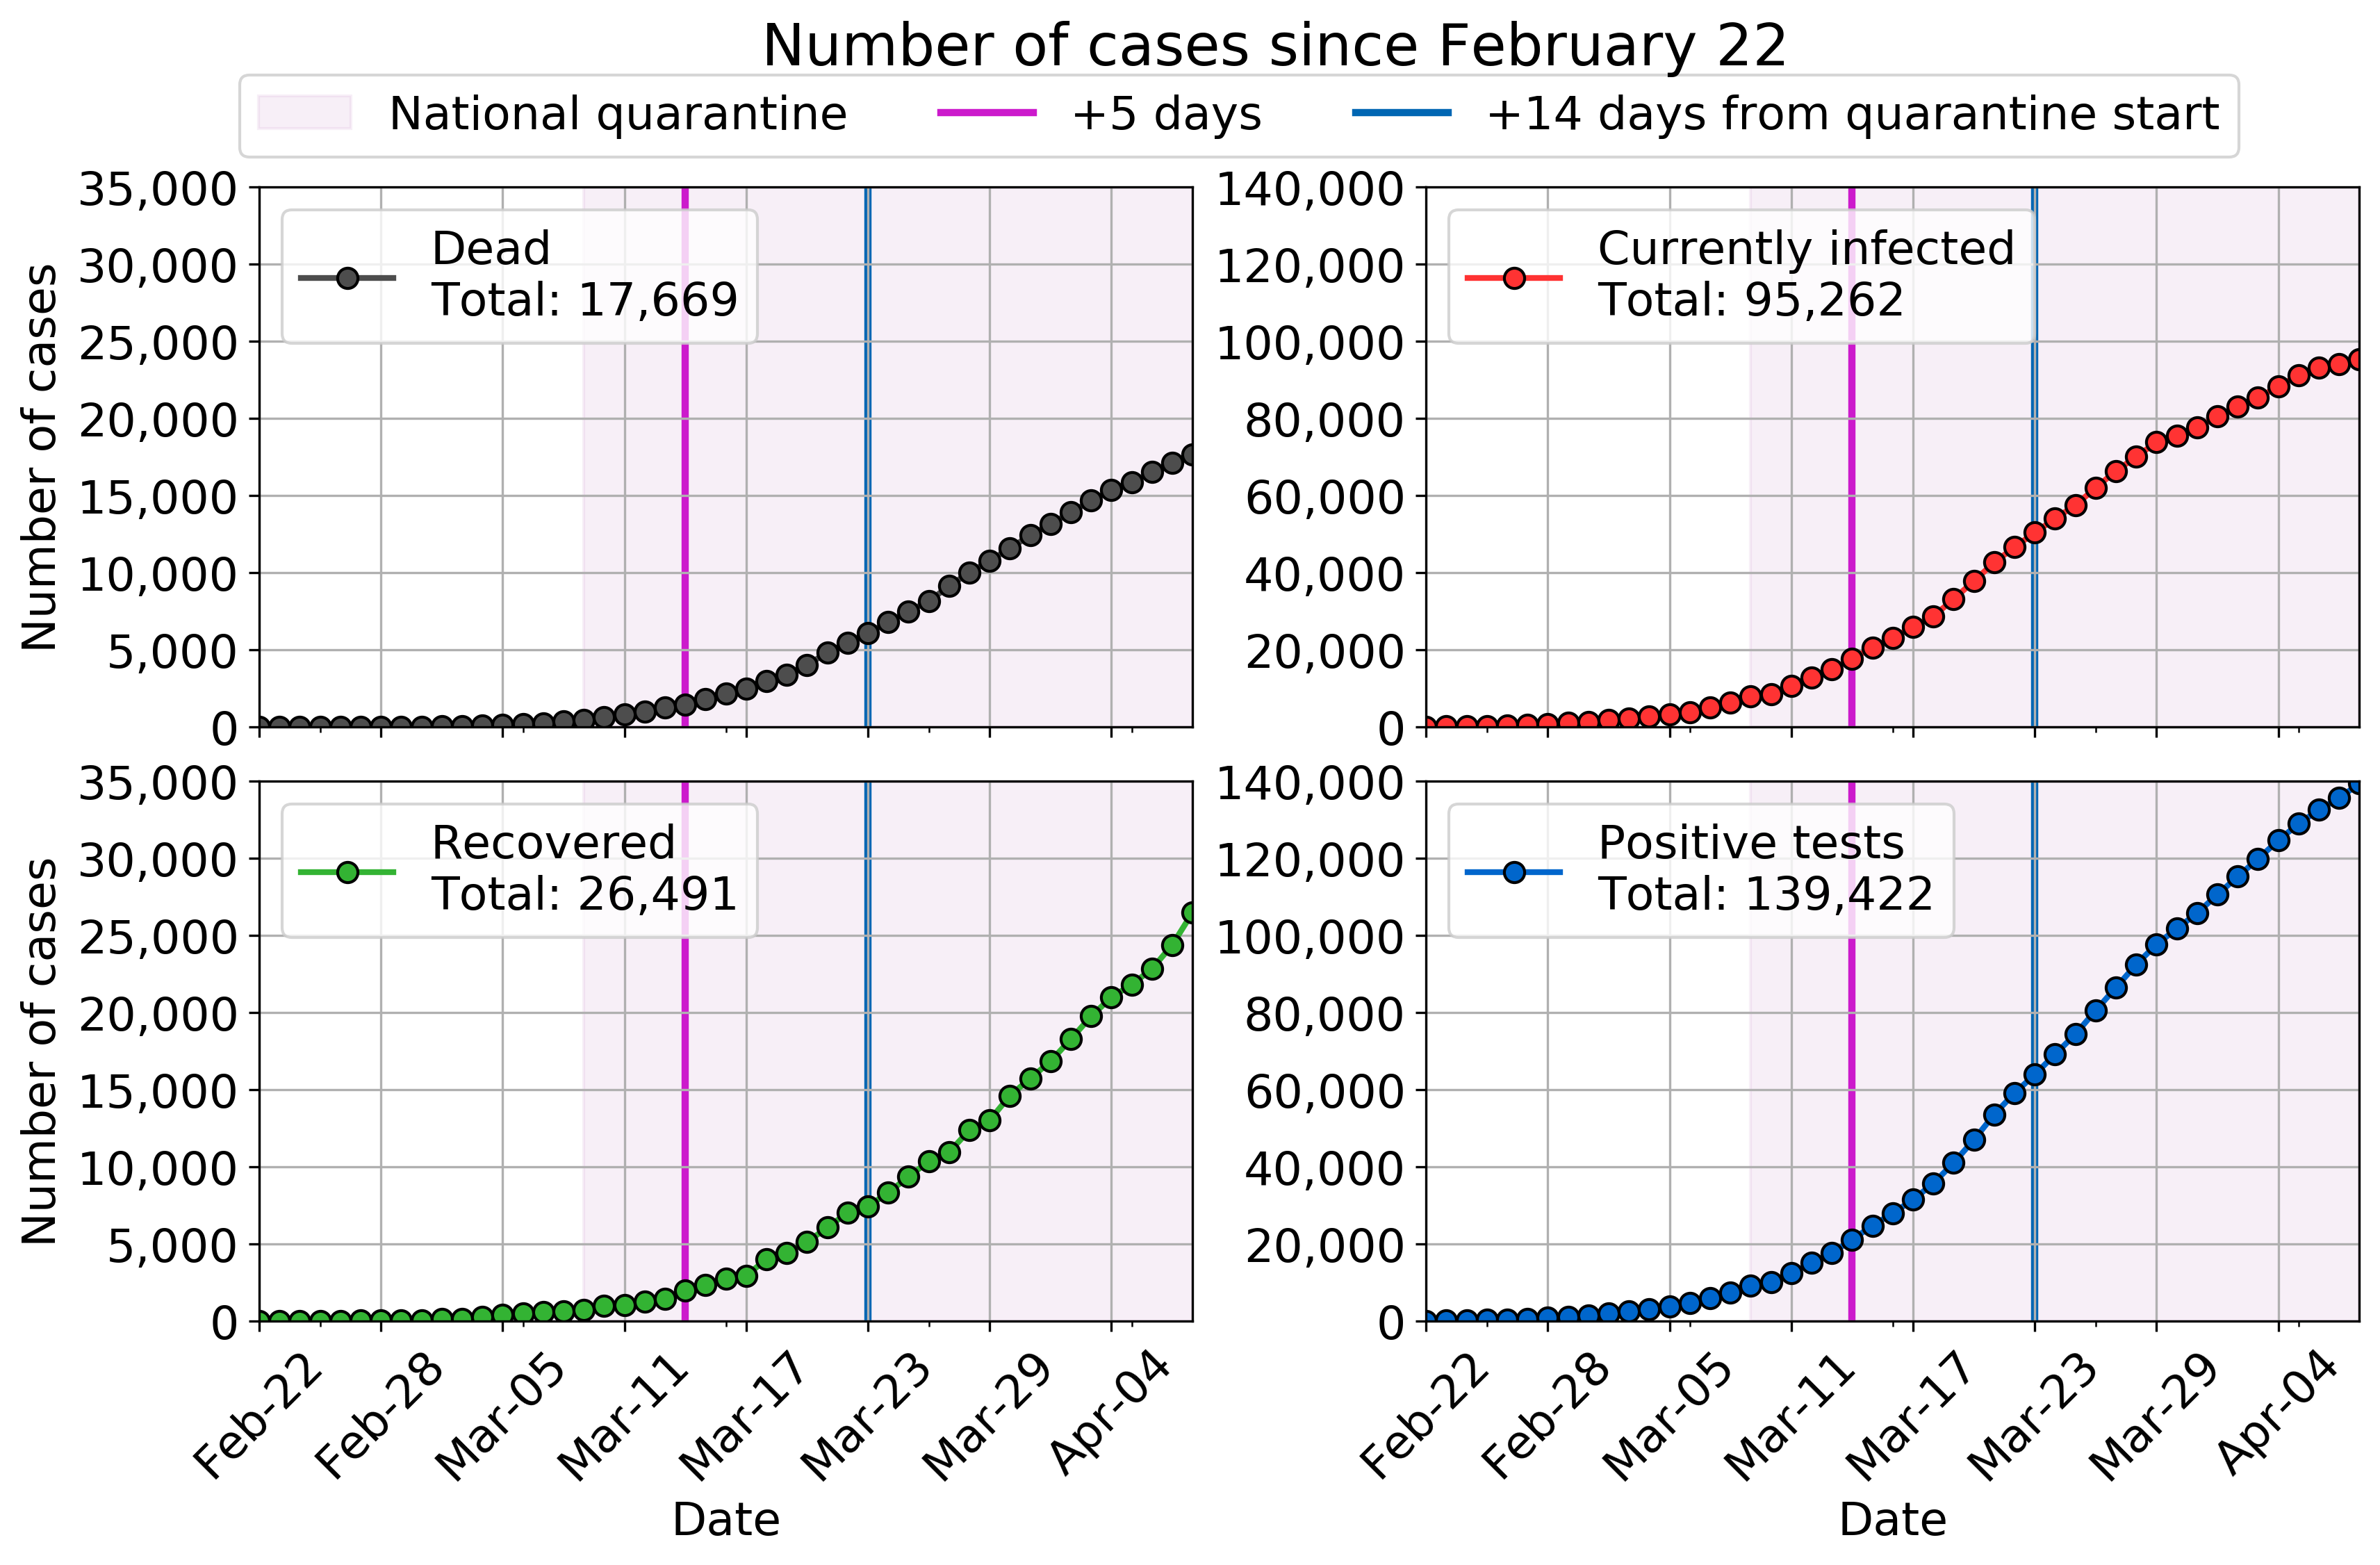 Number of cases since February 22
National quarantine
+5 days
+14 days from quarantine start
35,000
30,000
25,000
20,000
15,000
10,000
5,000
0
Number of cases
Dead
Total: 17,669
140,000
120,000
100,000
80,000
60,000
40,000
20,000
0
Currently infected
Total: 95,262
35,000
30,000
25,000
20,000
15,000
10,000
5,000
0
Number of cases
Recovered
Total: 26,491
Feb-22
Feb-28
Mar-05
Mar-11
Mar-17
Mar-23
Mar-29
Apr-04
Date
140,000
120,000
100,000
80,000
60,000
40,000
20,000
0
Positive tests
Total: 139,422
Feb-22
Feb-28
Mar-05
Mar-11
Mar-17
Mar-23
Mar-29
Apr-04
Date